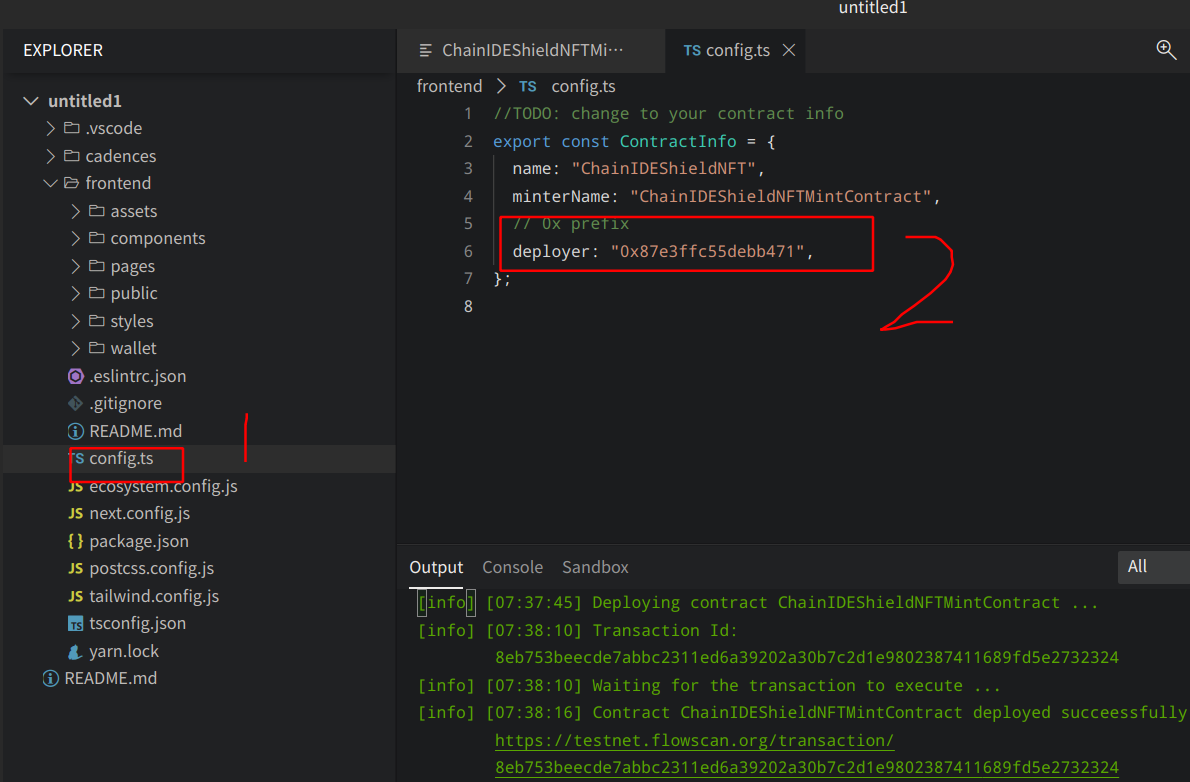 untitled1
EXPLORER
untitled1
.vscode
cadences
frontend
assets
components
pages
public
styles
wallet
.eslintrc.json
.gitignore
README.md
TS config.ts
JS ecosystem.config.js
JS next.config.js
{ } package.json
JS postcss.config.js
JS tailwind.config.js
TS tsconfig.json
yarn.lock
README.md
1
ChainIDEShieldNFTMi···
TS config.ts
frontend > TS config.ts
1 //TODO: change to your contract info
2 export const ContractInfo = {
3 name: "ChainIDEShieldNFT",
4 minterName: "ChainIDEShieldNFTMintContract",
5 // 0x prefix
6 deployer: "0x87e3ffc55debb471",
7 };
8
2
Output Console Sandbox All
[info] [07:37:45] Deploying contract ChainIDEShieldNFTMintContract ...
[info] [07:38:10] Transaction Id:
8eb753beecde7abbc2311ed6a39202a30b7c2d1e9802387411689fd5e2732324
[info] [07:38:10] Waiting for the transaction to execute ...
[info] [07:38:16] Contract ChainIDEShieldNFTMintContract deployed succeessfully
https://testnet.flowscan.org/transaction/
8eb753beecde7abbc2311ed6a39202a30b7c2d1e9802387411689fd5e2732324